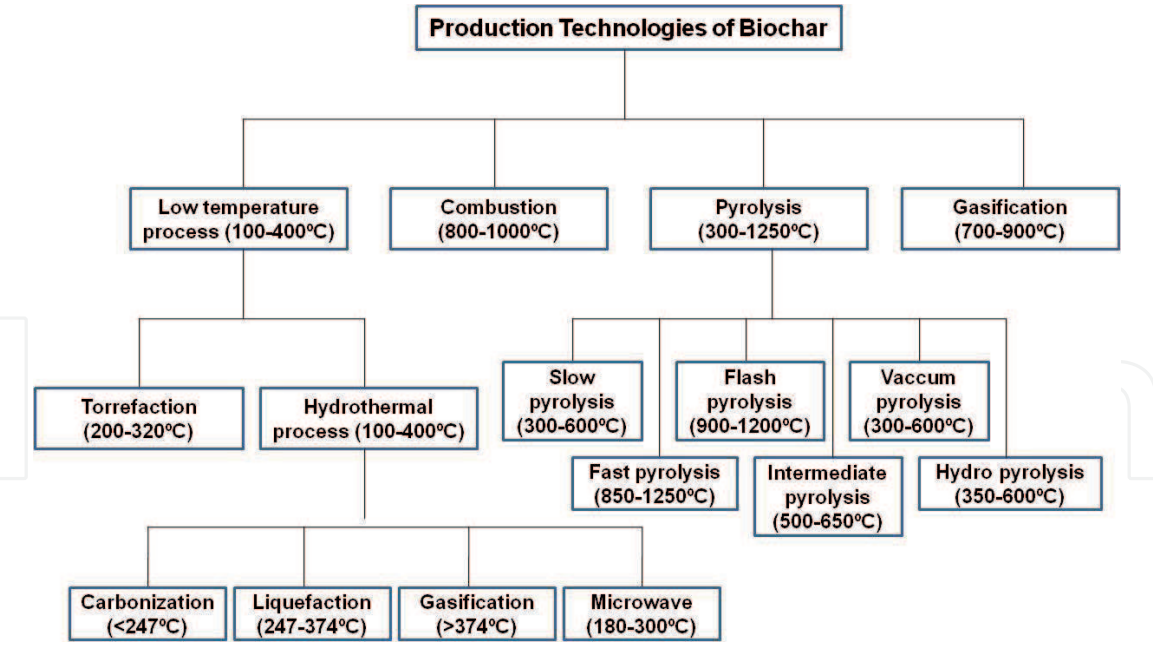 Production Technologies of Biochar
Low temperature
process (100-400ºC)
Combustion
(800-1000ºC)
Pyrolysis
(300-1250ºC)
Gasification
(700-900ºC)
Torrefaction
(200-320ºC)
Hydrothermal
process (100-400ºC)
Slow
pyrolysis
(300-600ºC)
Flash
pyrolysis
(900-1200ºC)
Vaccum
pyrolysis
(300-600ºC)
Fast pyrolysis
(850-1250ºC)
Intermediate
pyrolysis
(500-650ºC)
Hydro pyrolysis
(350-600ºC)
Carbonization
(<247ºC)
Liquefaction
(247-374ºC)
Gasification
(>374ºC)
Microwave
(180-300ºC)